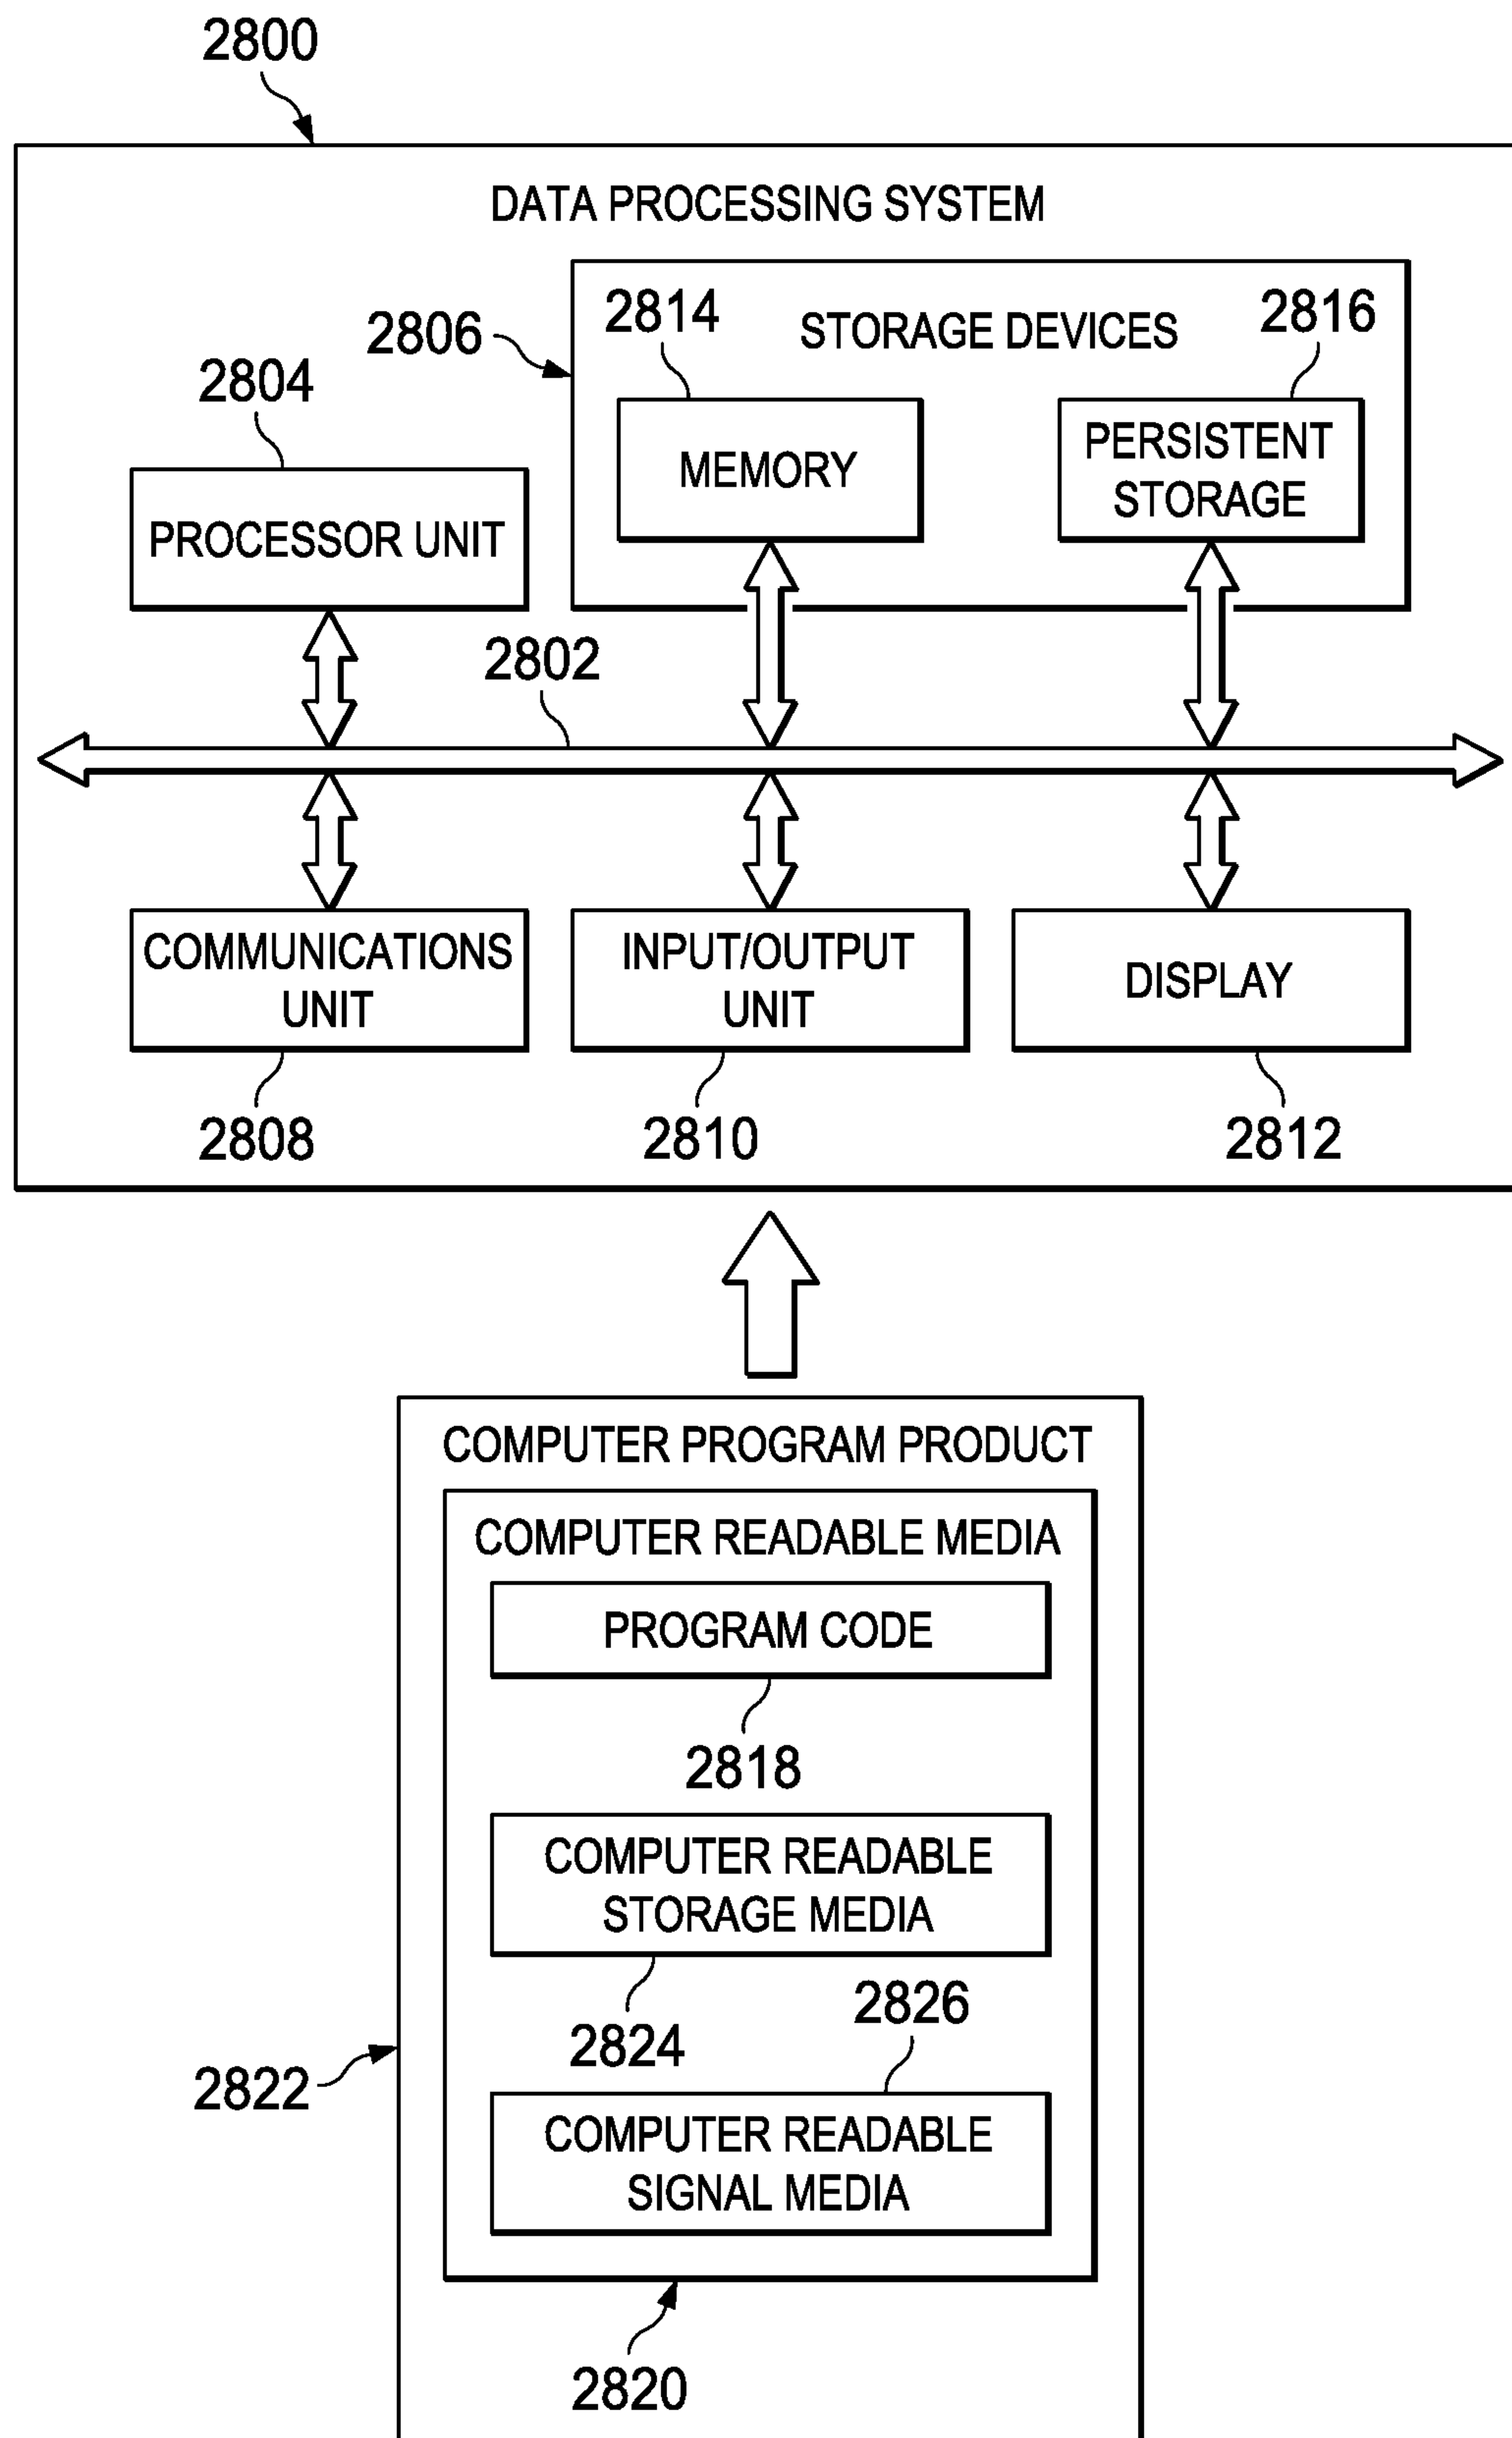 2800
DATA PROCESSING SYSTEM
2806
2814
STORAGE DEVICES
2816
2804
MEMORY
PERSISTENT
STORAGE
PROCESSOR UNIT
2802
COMMUNICATIONS
UNIT
INPUT/OUTPUT
UNIT
DISPLAY
2808
2810
2812
COMPUTER PROGRAM PRODUCT
COMPUTER READABLE MEDIA
PROGRAM CODE
2818
COMPUTER READABLE
STORAGE MEDIA
2824
2826
2822
COMPUTER READABLE
SIGNAL MEDIA
2820